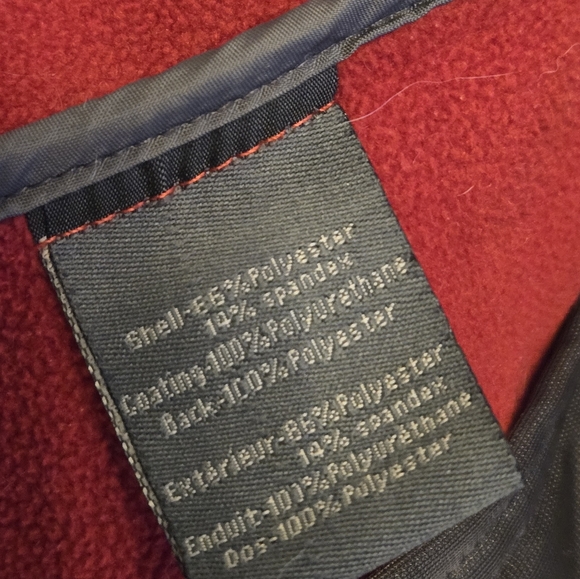 Shell-86%Polyester
14% spandex
Coating-100%Polyuréthane
Back-100%Polyester
Extérieur-86%Polyester
14% spandex
Enduit-100%Polyuréthane
Dos-100%Polyester